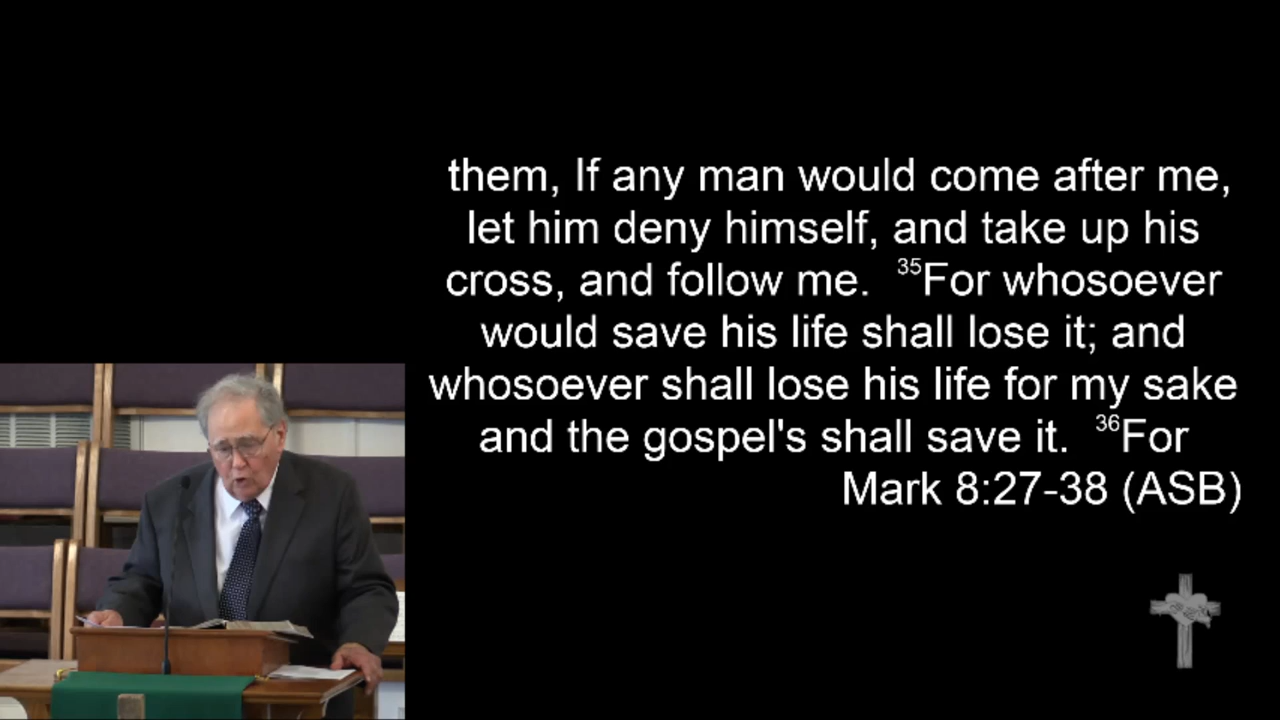 them, If any man would come after me,
let him deny himself, and take up his
cross, and follow me. ³⁵For whosoever
would save his life shall lose it; and
whosoever shall lose his life for my sake
and the gospel's shall save it. ³⁶For
Mark 8:27-38 (ASB)